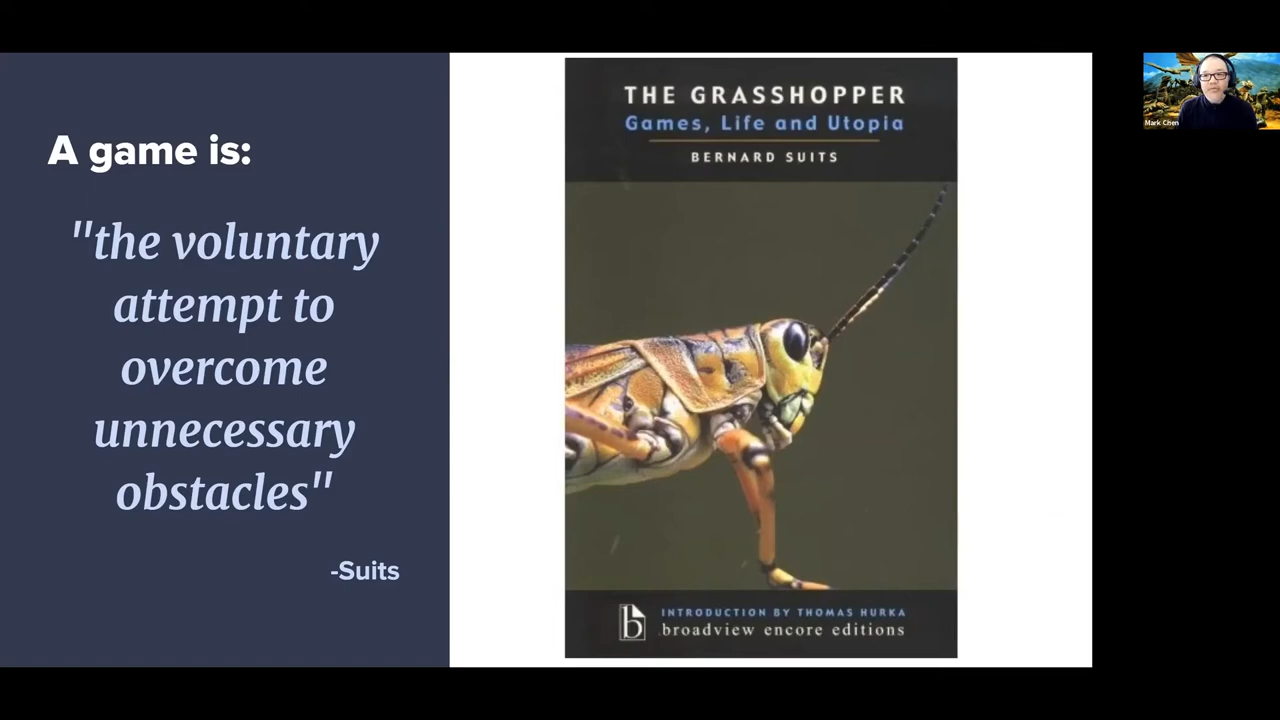 A game is:
"the voluntary
attempt to
overcome
unnecessary
obstacles"
-Suits
THE GRASSHOPPER
Games, Life and Utopia
BERNARD SUITS
INTRODUCTION BY THOMAS HURKA
b
broadview encore editions
Mark Chen